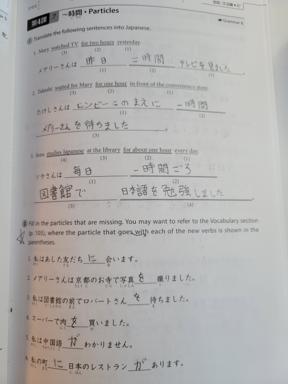 第4課 〜時間・Particles
Grammar 6
A Translate the following sentences into Japanese.
1. Mary watched TV for two hours yesterday.
(3) (2) (1)
メアリーさんは 昨日 二時間 テレビを見ました。
(1) (2) (3)
2. Takeshi waited for Mary for one hour in front of the convenience store.
(3) (2) (1)
たけしさんは コンビニのまえに 一時間
(1) (2)
メアリーさんを待ちました。
(3)
3. Sora studies Japanese at the library for about one hour every day.
(4) (3) (2) (1)
毎日 一時間ごろ
(1) (2)
図書館で 日本語を勉強しました。
(3) (4)
B Fill in the particles that are missing. You may want to refer to the Vocabulary section
where the particle that goes with each of the new verbs is shown in the
parentheses.
1. 私はあした友だち に 会います。
2. メアリーさんは京都のお寺で写真 を 撮りました。
3. 私は図書館の前でロバートさん を 待ちました。
4. スーパーで肉 を 買いました。
5. 私は中国語 が わかりません。
6. 私の町 に 日本のレストラン が あります。